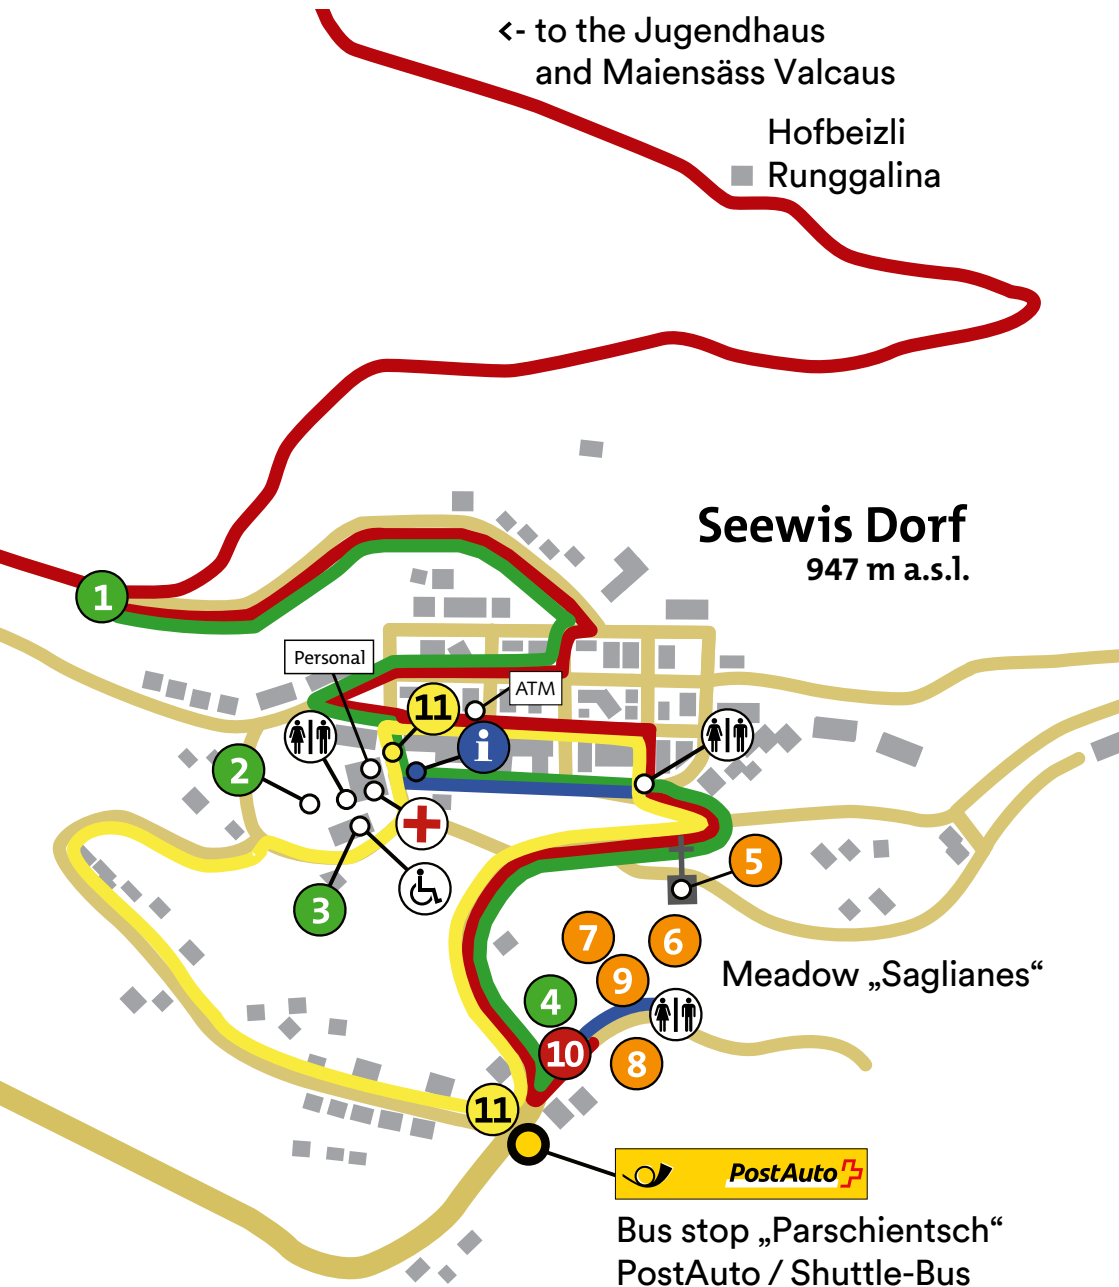 <- to the Jugendhaus
and Maiensäss Valcaus
Hofbeizli
Runggalina
Seewis Dorf
947 m a.s.l.
1
Personal
ATM
11
i
2
3
5
7
6
Meadow „Saglianes“
9
4
10
8
11
PostAuto
Bus stop „Parschientsch“
PostAuto / Shuttle-Bus